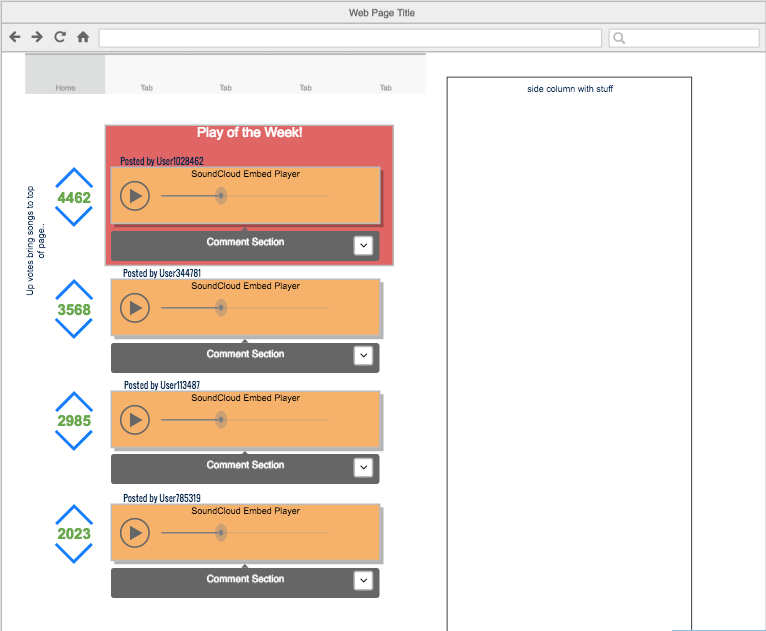 Web Page Title
Home Tab Tab Tab Tab
side column with stuff
Play of the Week!
Posted by User1028462
SoundCloud Embed Player
4462
Comment Section
Up votes bring songs to top
of page..
Posted by User344781
SoundCloud Embed Player
3568
Comment Section
Posted by User113487
SoundCloud Embed Player
2985
Comment Section
Posted by User785319
SoundCloud Embed Player
2023
Comment Section